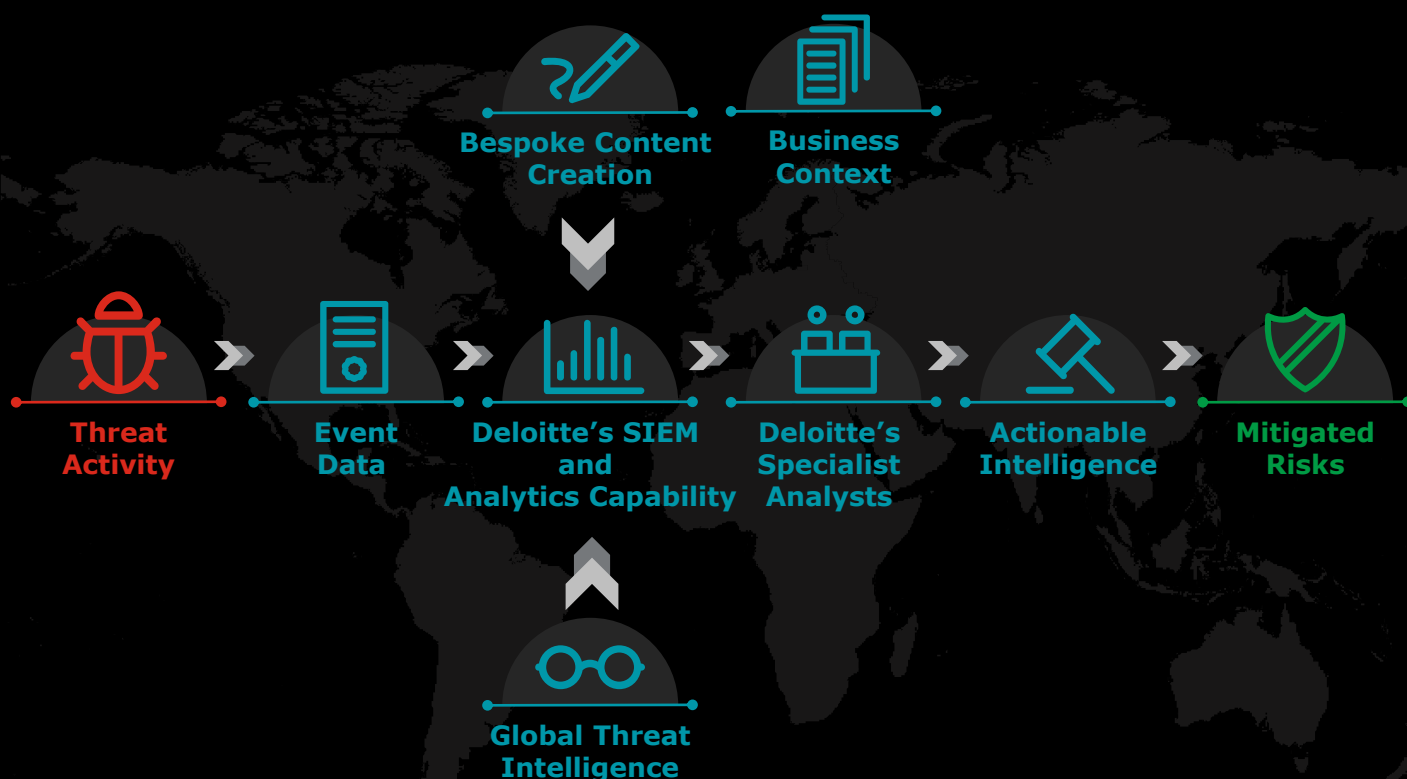 Bespoke Content
Creation
Business
Context
Threat
Activity
Event
Data
Deloitte’s SIEM
and
Analytics Capability
Deloitte’s
Specialist
Analysts
Actionable
Intelligence
Mitigated
Risks
Global Threat
Intelligence